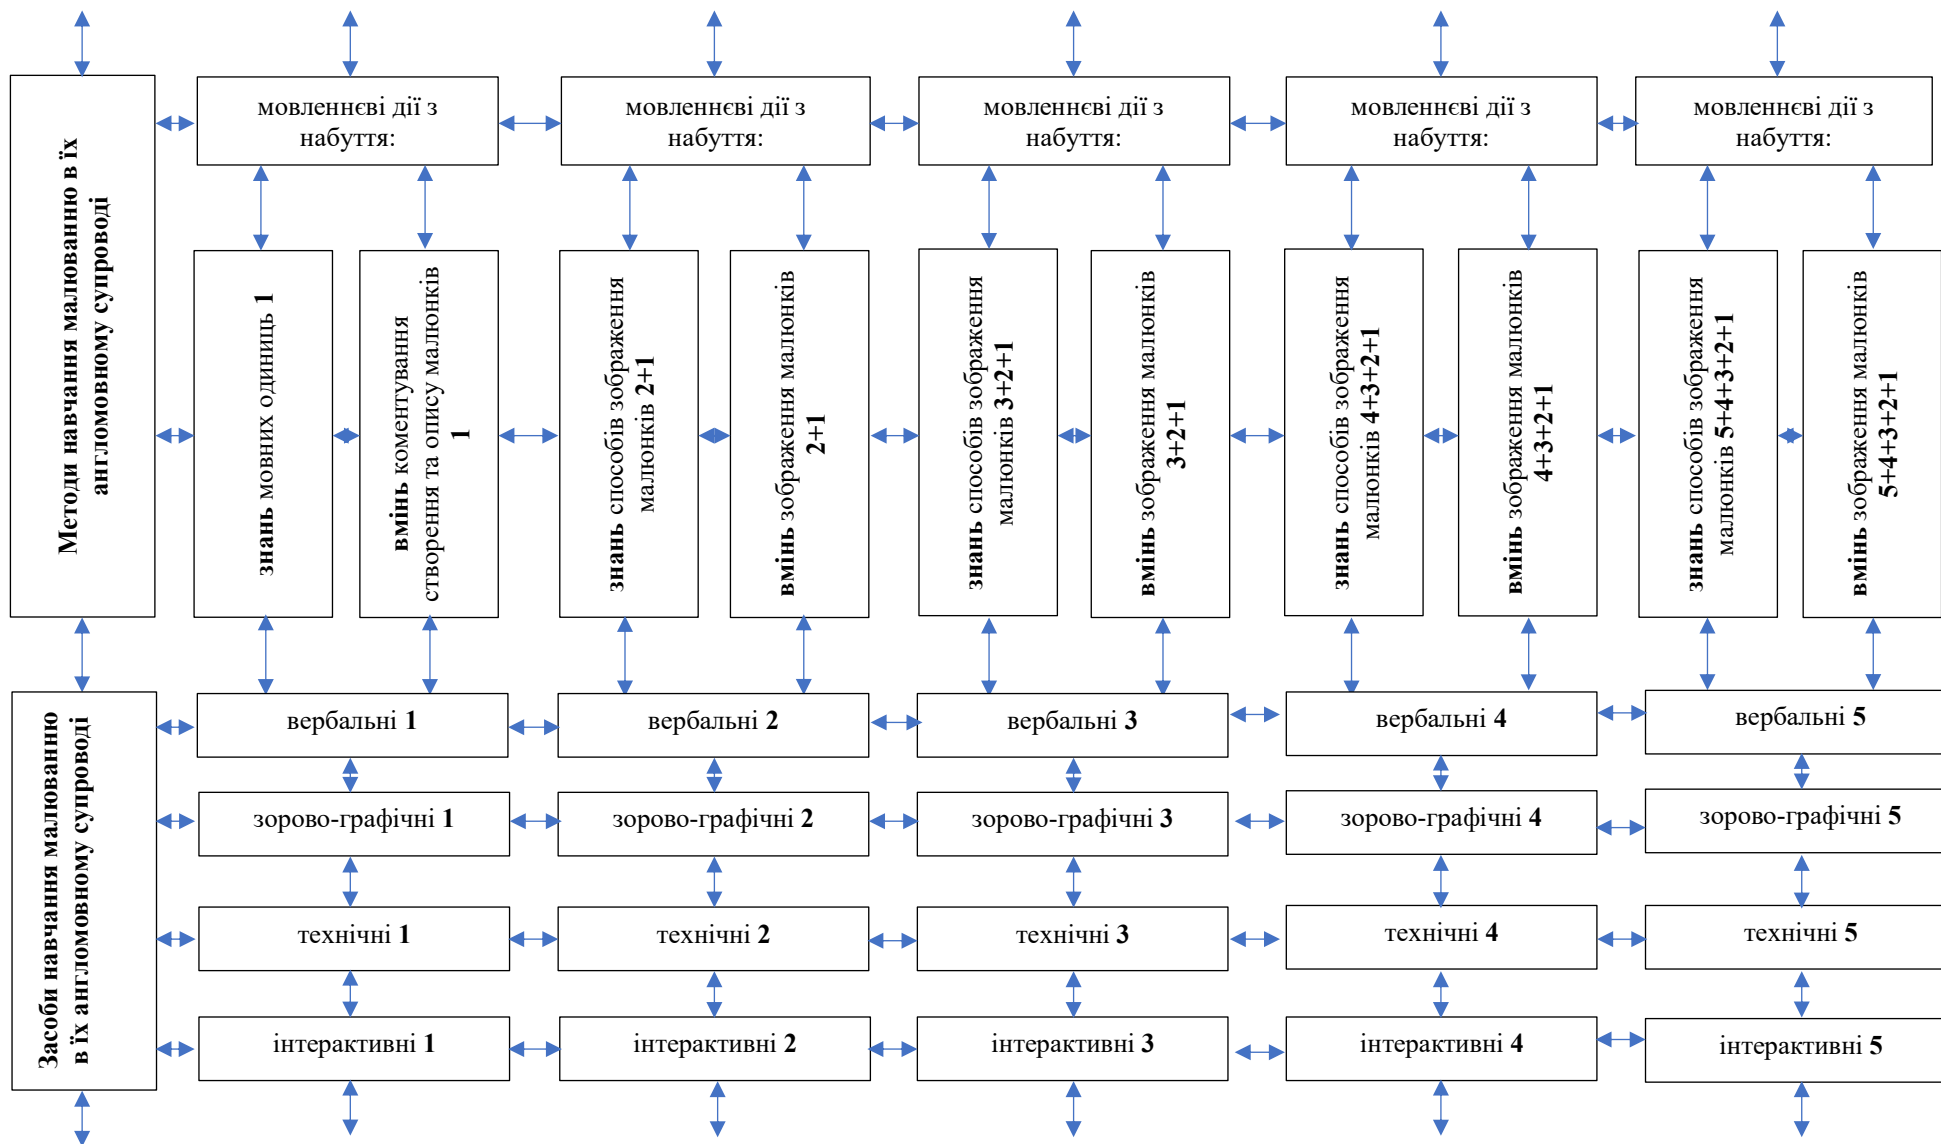 Методи навчання малюванню в їх
англомовному супроводі
мовленнєві дії з
набуття:
мовленнєві дії з
набуття:
мовленнєві дії з
набуття:
мовленнєві дії з
набуття:
мовленнєві дії з
набуття:
знань мовних одиниць 1
вмінь коментування
створення та опису малюнків
1
знань способів зображення
малюнків 2+1
вмінь зображення малюнків
2+1
знань способів зображення
малюнків 3+2+1
вмінь зображення малюнків
3+2+1
знань способів зображення
малюнків 4+3+2+1
вмінь зображення малюнків
4+3+2+1
знань способів зображення
малюнків 5+4+3+2+1
вмінь зображення малюнків
5+4+3+2+1
Засоби навчання малюванню
в їх англомовному супроводі
вербальні 1
вербальні 2
вербальні 3
вербальні 4
вербальні 5
зорово-графічні 1
зорово-графічні 2
зорово-графічні 3
зорово-графічні 4
зорово-графічні 5
технічні 1
технічні 2
технічні 3
технічні 4
технічні 5
інтерактивні 1
інтерактивні 2
інтерактивні 3
інтерактивні 4
інтерактивні 5